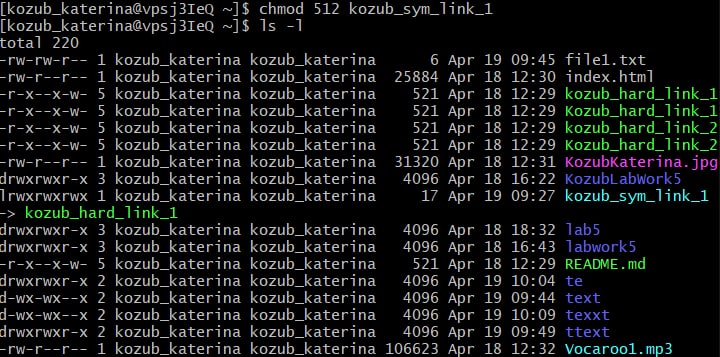 [kozub_katerina@vpsj3IeQ ~]$ chmod 512 kozub_sym_link_1
[kozub_katerina@vpsj3IeQ ~]$ ls -l
total 220
-rw-rw-r-- 1 kozub_katerina kozub_katerina      6 Apr 19 09:45 file1.txt
-rw-rw-r-- 1 kozub_katerina kozub_katerina  25884 Apr 18 12:30 index.html
-r-x--x-w- 5 kozub_katerina kozub_katerina    521 Apr 18 12:29 kozub_hard_link_1
-r-x--x-w- 5 kozub_katerina kozub_katerina    521 Apr 18 12:29 Kozub_hard_link_1
-r-x--x-w- 5 kozub_katerina kozub_katerina    521 Apr 18 12:29 kozub_hard_link_2
-r-x--x-w- 5 kozub_katerina kozub_katerina    521 Apr 18 12:29 Kozub_hard_link_2
-rw-r--r-- 1 kozub_katerina kozub_katerina  31320 Apr 18 12:31 KozubKaterina.jpg
drwxrwxr-x 3 kozub_katerina kozub_katerina   4096 Apr 18 16:22 KozubLabWork5
lrwxrwxrwx 1 kozub_katerina kozub_katerina     17 Apr 19 09:27 kozub_sym_link_1
-> kozub_hard_link_1
drwxrwxr-x 3 kozub_katerina kozub_katerina   4096 Apr 18 18:32 lab5
drwxrwxr-x 3 kozub_katerina kozub_katerina   4096 Apr 18 16:43 labwork5
-r-x--x-w- 5 kozub_katerina kozub_katerina    521 Apr 18 12:29 README.md
drwxrwxr-x 2 kozub_katerina kozub_katerina   4096 Apr 19 10:04 te
d-wx-wx--x 2 kozub_katerina kozub_katerina   4096 Apr 19 09:44 text
d-wx-wx--x 2 kozub_katerina kozub_katerina   4096 Apr 19 10:09 texxt
drwxrwxr-x 2 kozub_katerina kozub_katerina   4096 Apr 19 09:49 ttext
-rw-r--r-- 1 kozub_katerina kozub_katerina 106623 Apr 18 12:32 Vocaroo1.mp3